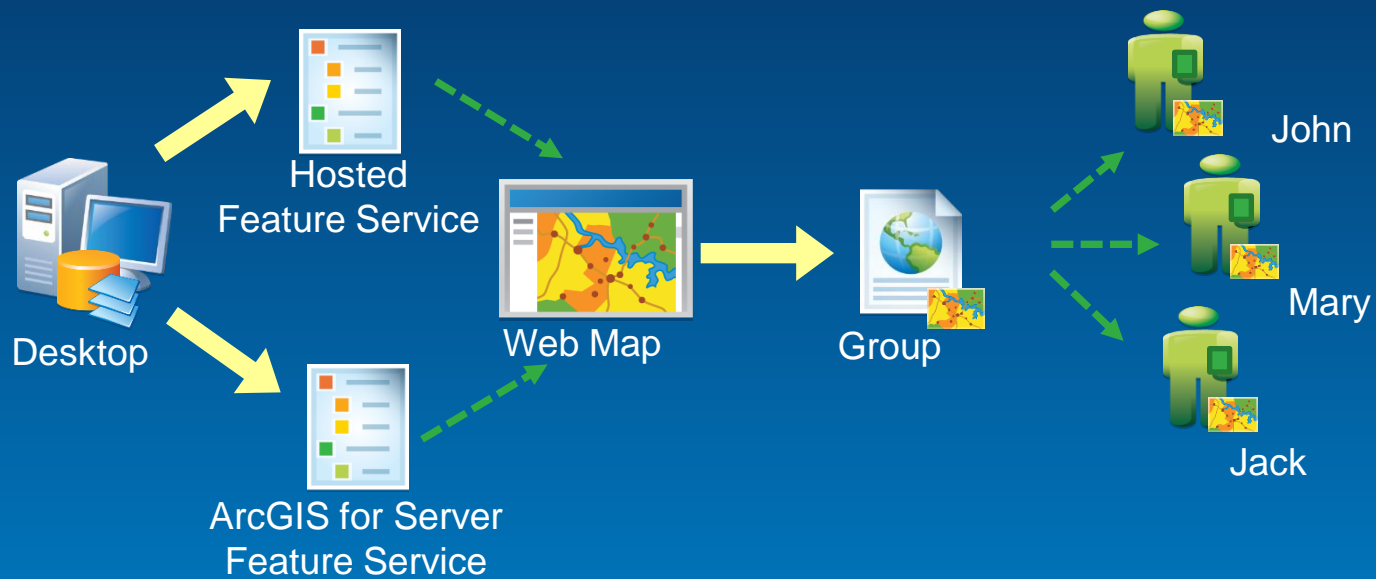 Desktop
Hosted
Feature Service
ArcGIS for Server
Feature Service
Web Map
Group
John
Mary
Jack